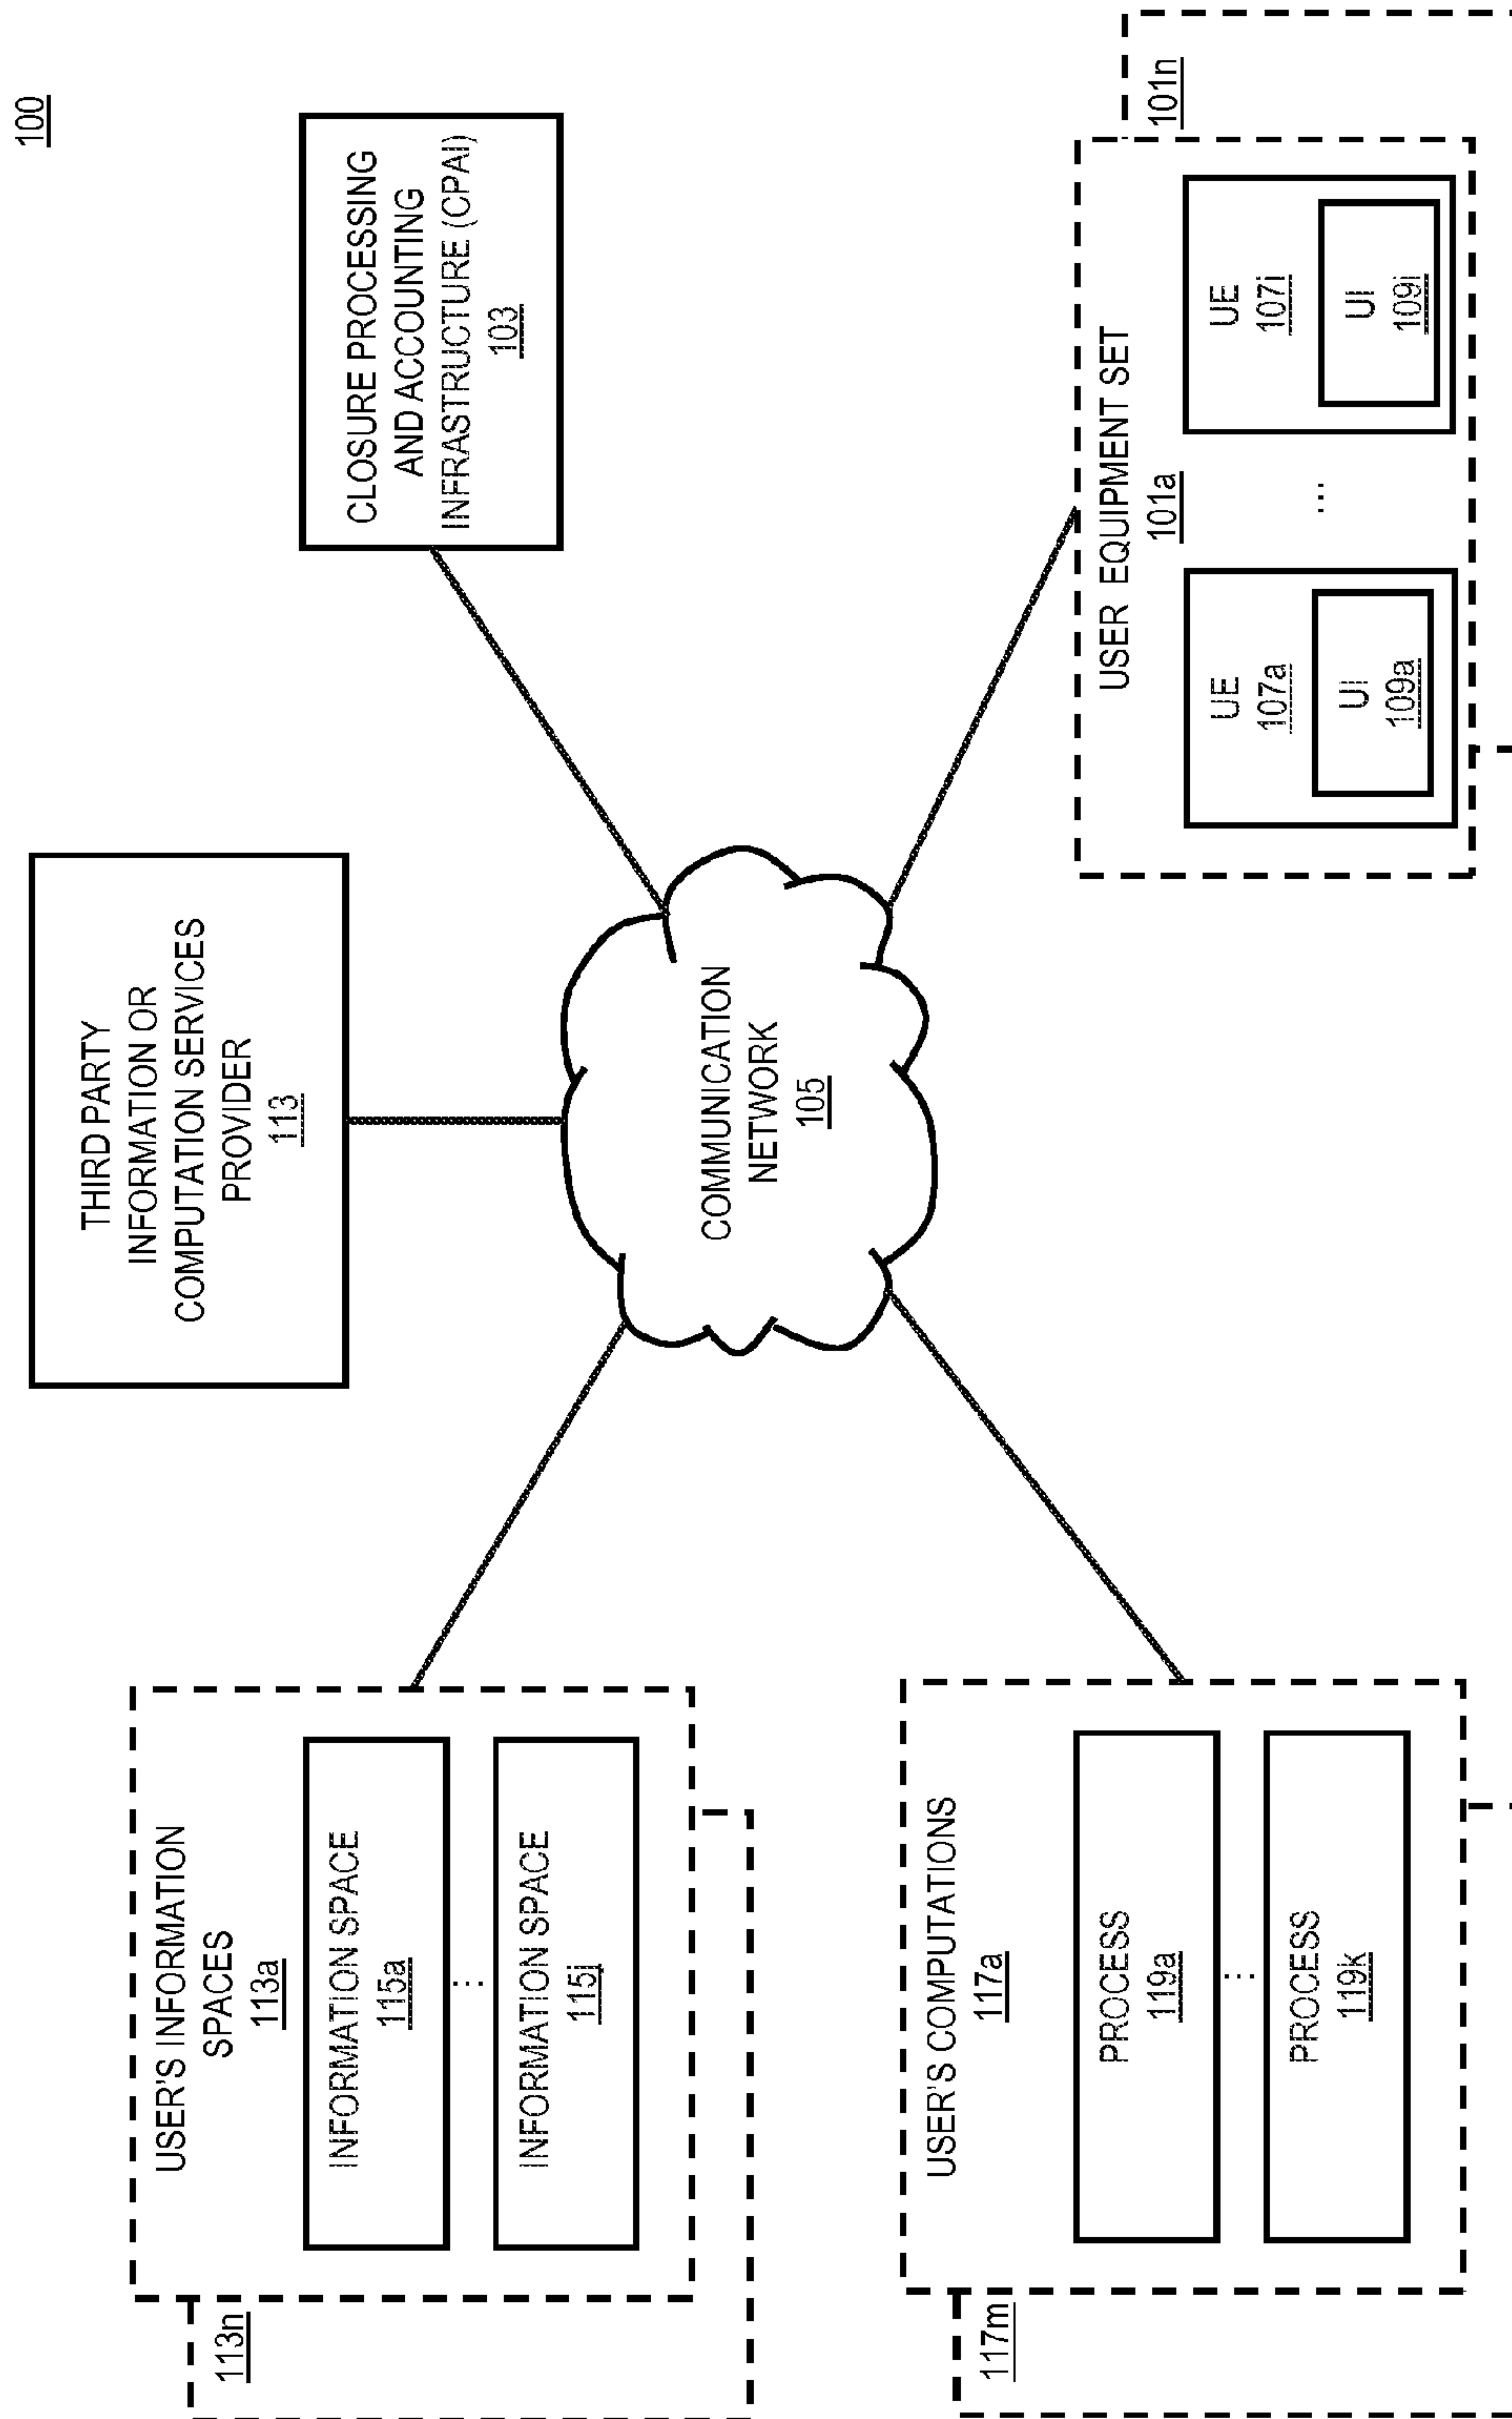 100
THIRD PARTY
INFORMATION OR
COMPUTATION SERVICES
PROVIDER
113
CLOSURE PROCESSING
AND ACCOUNTING
INFRASTRUCTURE (CPAI)
103
USER'S INFORMATION
SPACES
113a
INFORMATION SPACE
115a
...
INFORMATION SPACE
115j
113n
COMMUNICATION
NETWORK
105
USER'S COMPUTATIONS
117a
PROCESS
119a
...
PROCESS
119k
117m
USER EQUIPMENT SET
101a
101n
UE
107a
UI
109a
...
UE
107i
UI
109i